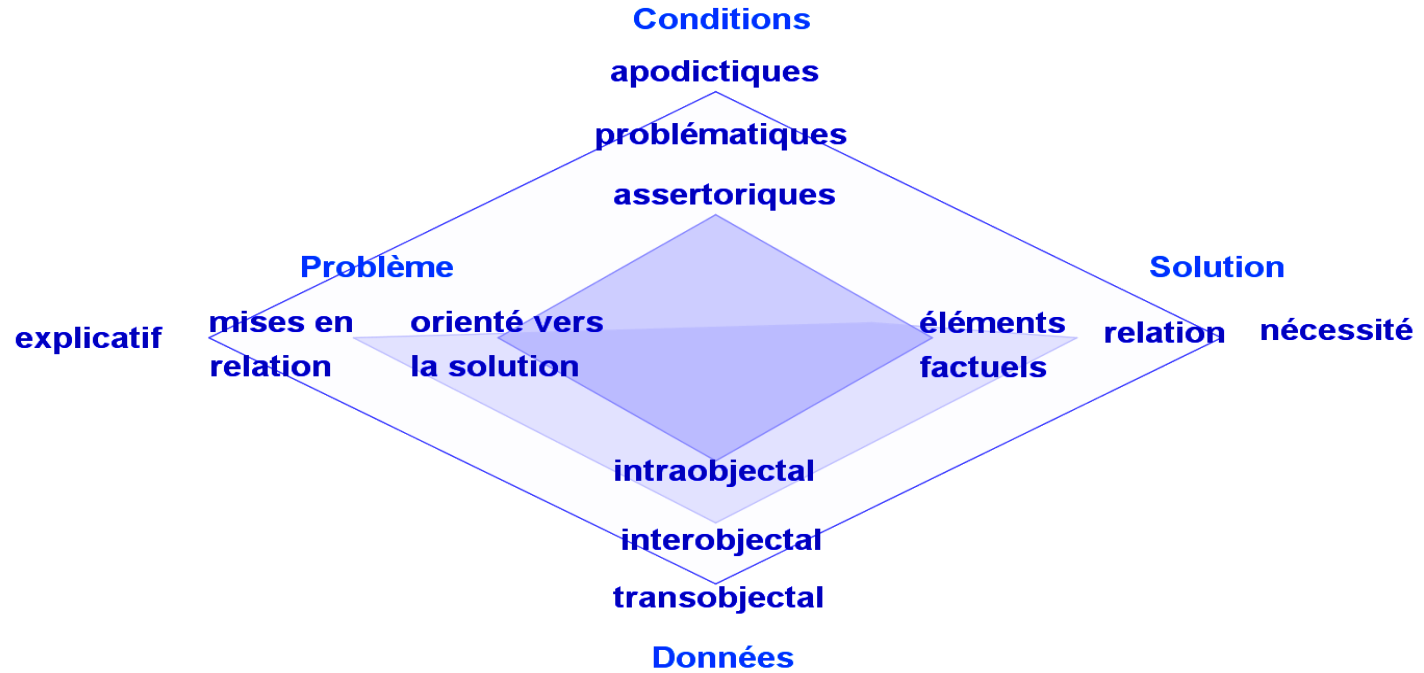 Conditions
apodictiques
problématiques
assertoriques
Problème
Solution
explicatif
mises en
relation
orienté vers
la solution
éléments
factuels
relation
nécessité
intraobjectal
interobjectal
transobjectal
Données